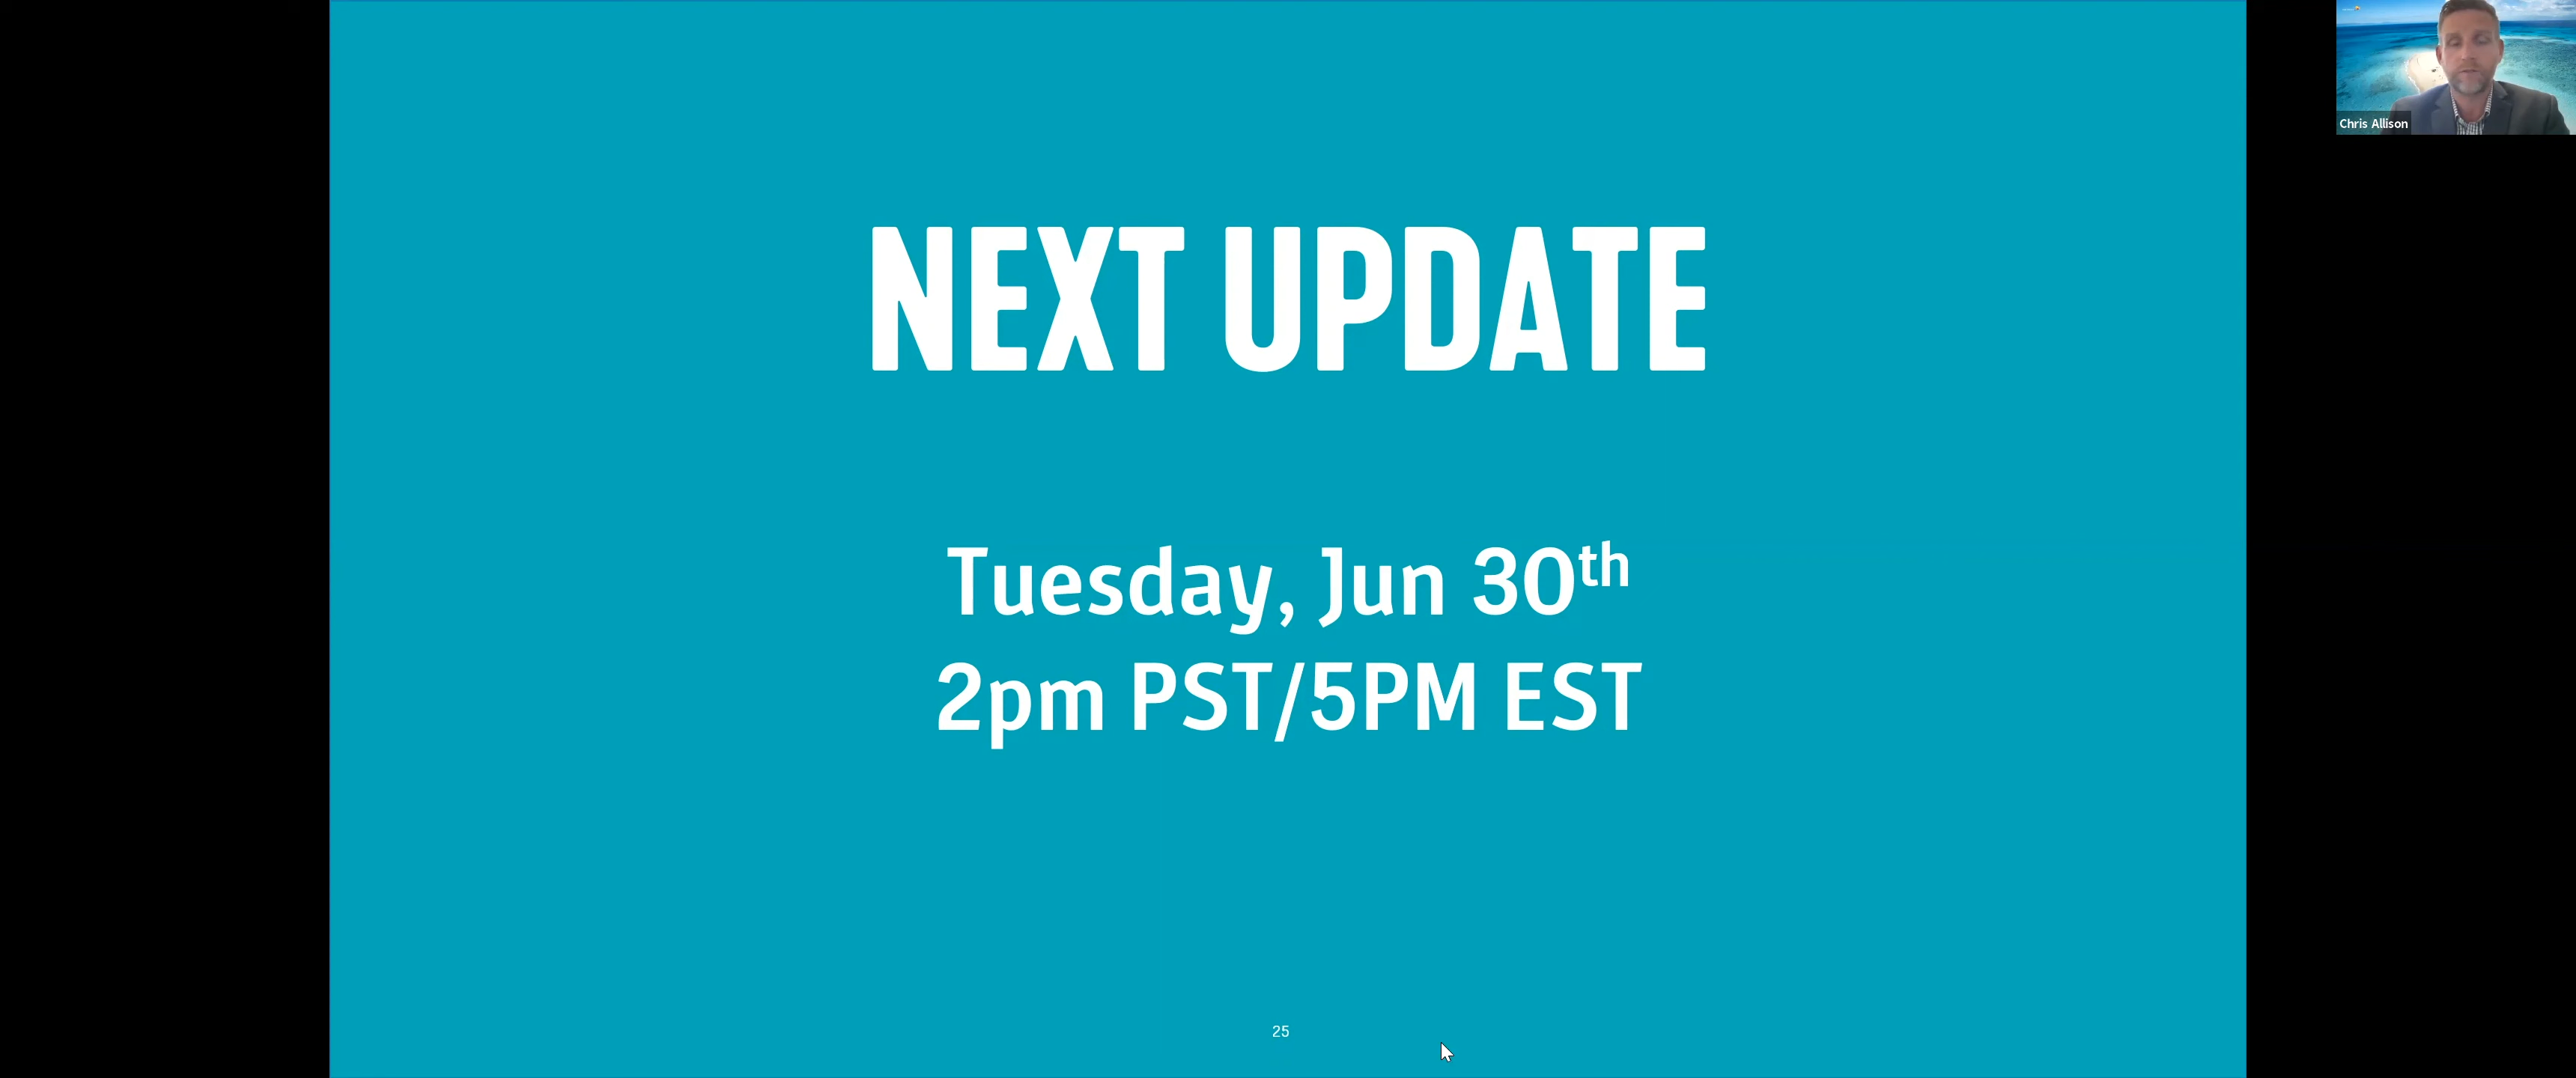 NEXT UPDATE
Tuesday, Jun 30th
2pm PST/5PM EST
25
Chris Allison